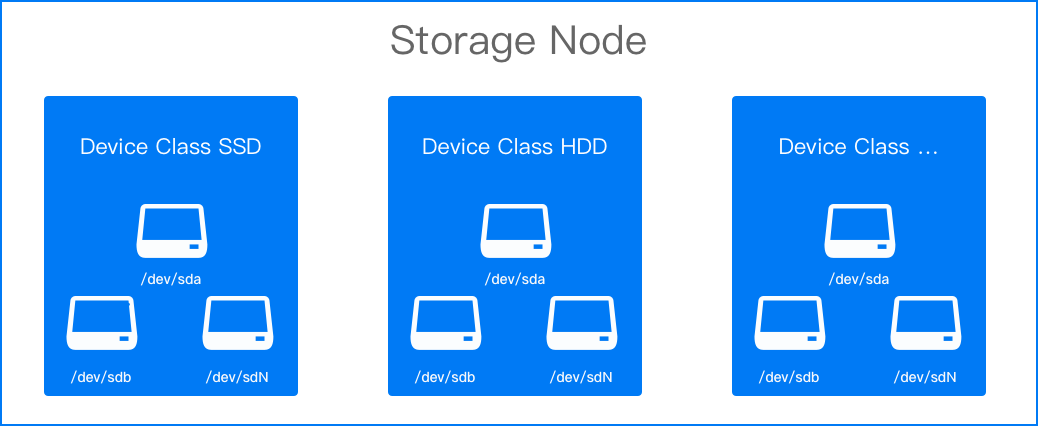 Storage Node
Device Class SSD
/dev/sda
/dev/sdb
/dev/sdN
Device Class HDD
/dev/sda
/dev/sdb
/dev/sdN
Device Class ...
/dev/sda
/dev/sdb
/dev/sdN